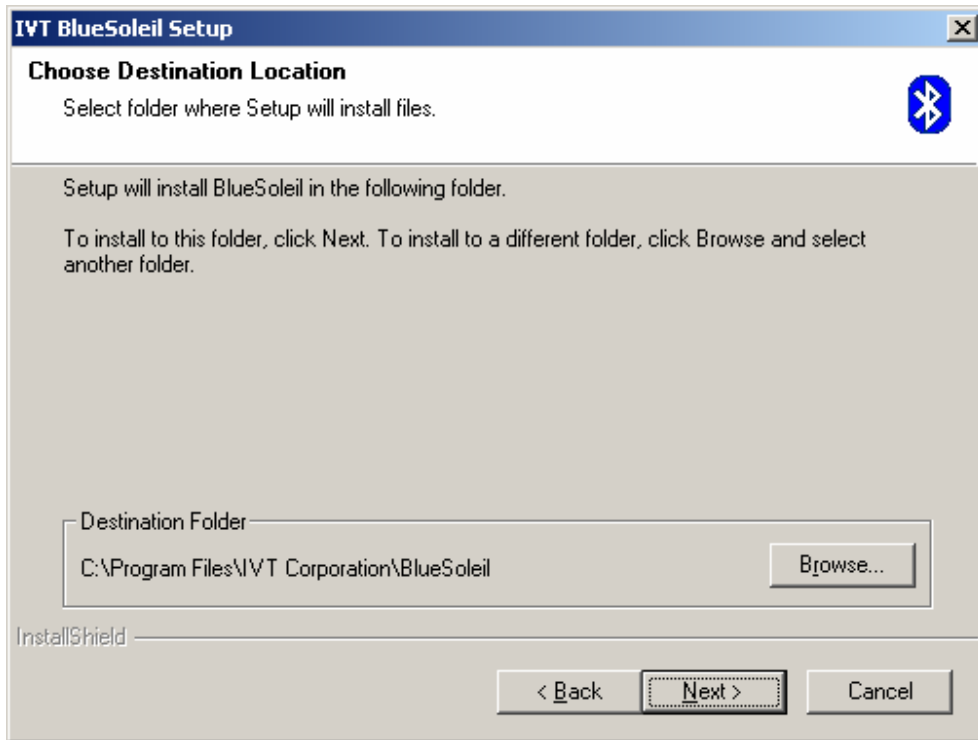 IVT BlueSoleil Setup
Choose Destination Location
Select folder where Setup will install files.
Setup will install BlueSoleil in the following folder.
To install to this folder, click Next. To install to a different folder, click Browse and select
another folder.
Destination Folder
C:\Program Files\IVT Corporation\BlueSoleil
Browse...
InstallShield
< Back
Next >
Cancel